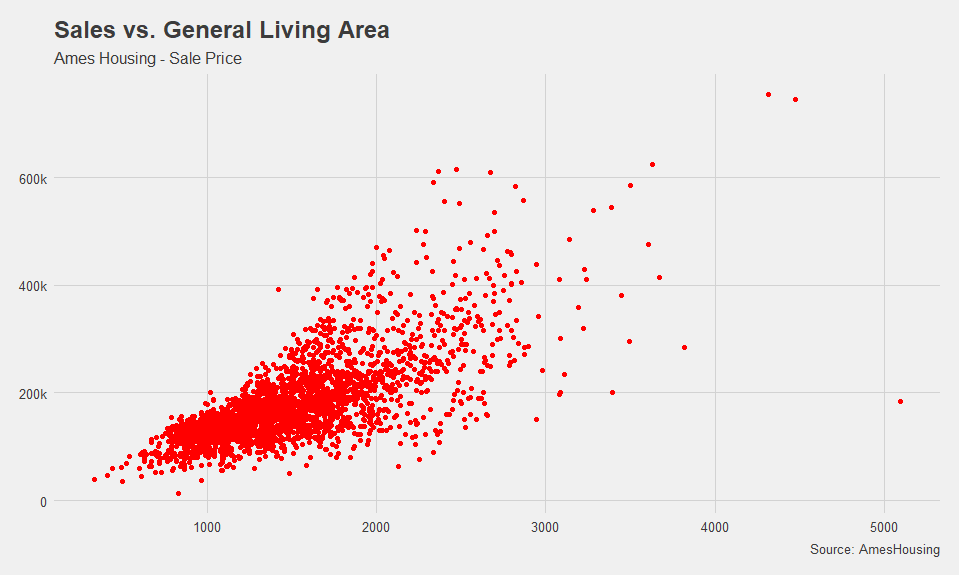 Sales vs. General Living Area
Ames Housing - Sale Price
600k
400k
200k
0
1000 2000 3000 4000 5000
Source: AmesHousing